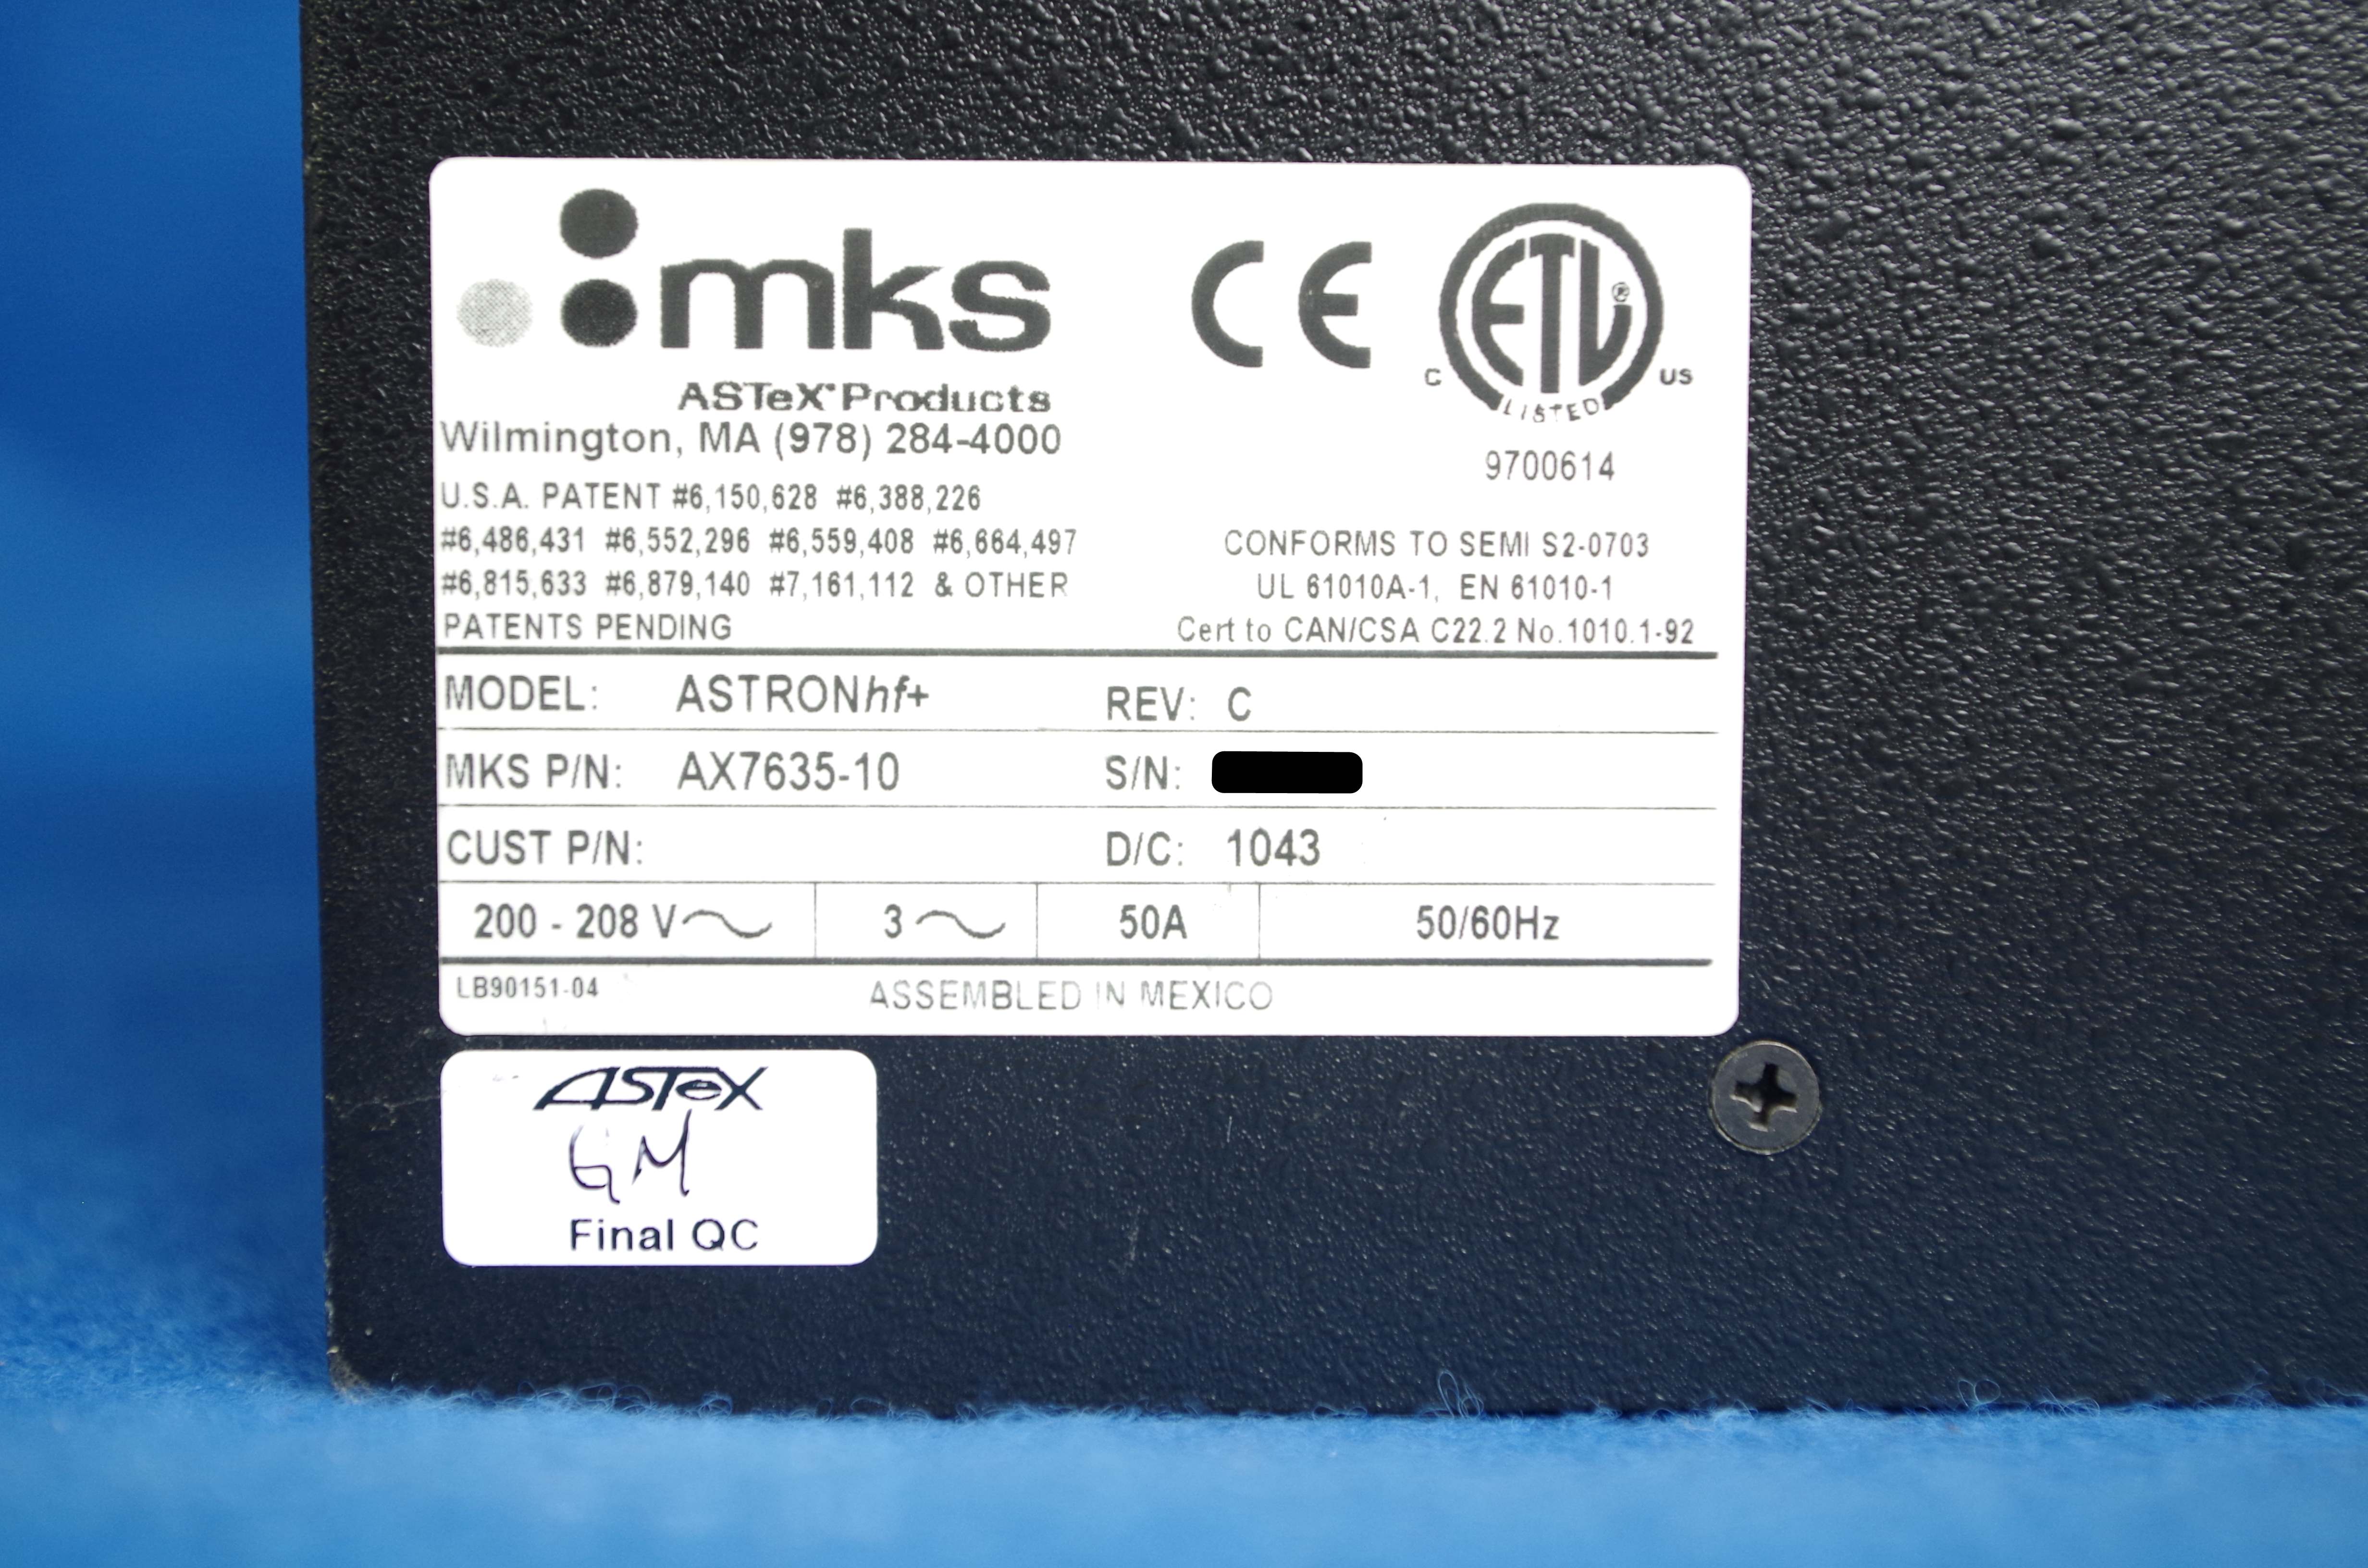 mks
CE
ETL ®
C
US
LISTED
ASTeX® Products
Wilmington, MA (978) 284-4000
9700614
U.S.A. PATENT #6,150,628 #6,388,226
#6,486,431 #6,552,296 #6,559,408 #6,664,497
#6,815,633 #6,879,140 #7,161,112 & OTHER
PATENTS PENDING
CONFORMS TO SEMI S2-0703
UL 61010A-1, EN 61010-1
Cert to CAN/CSA C22.2 No.1010.1-92
MODEL: ASTRONhf+ REV: C
MKS P/N: AX7635-10 S/N:
CUST P/N: D/C: 1043
200 - 208 V~ 3~ 50A 50/60Hz
LB90151-04 ASSEMBLED IN MEXICO
ASTeX
GM
Final QC